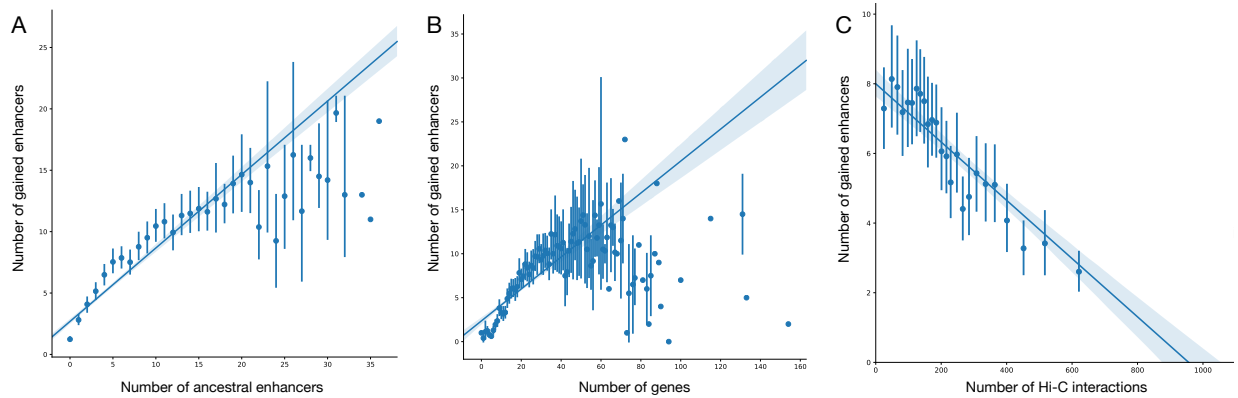 A
Number of gained enhancers
25
20
15
10
5
0
0 5 10 15 20 25 30 35
Number of ancestral enhancers
B
Number of gained enhancers
35
30
25
20
15
10
5
0
0 20 40 60 80 100 120 140 160
Number of genes
C
Number of gained enhancers
10
8
6
4
2
0
0 200 400 600 800 1000
Number of Hi-C interactions